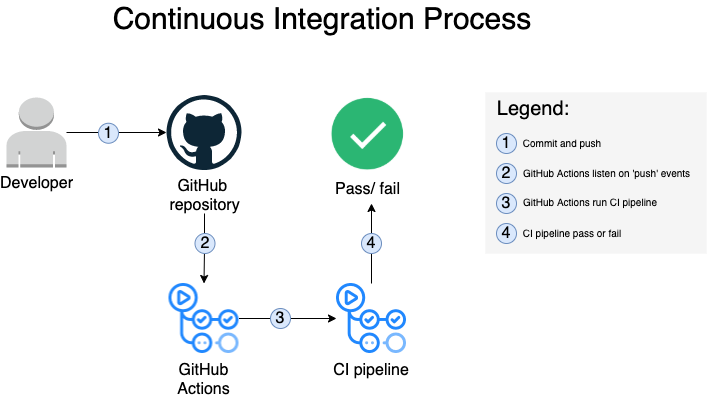 Continuous Integration Process
1
Developer
GitHub
repository
Pass/ fail
2
4
3
GitHub
Actions
CI pipeline
Legend:
1 Commit and push
2 GitHub Actions listen on 'push' events
3 GitHub Actions run CI pipeline
4 CI pipeline pass or fail